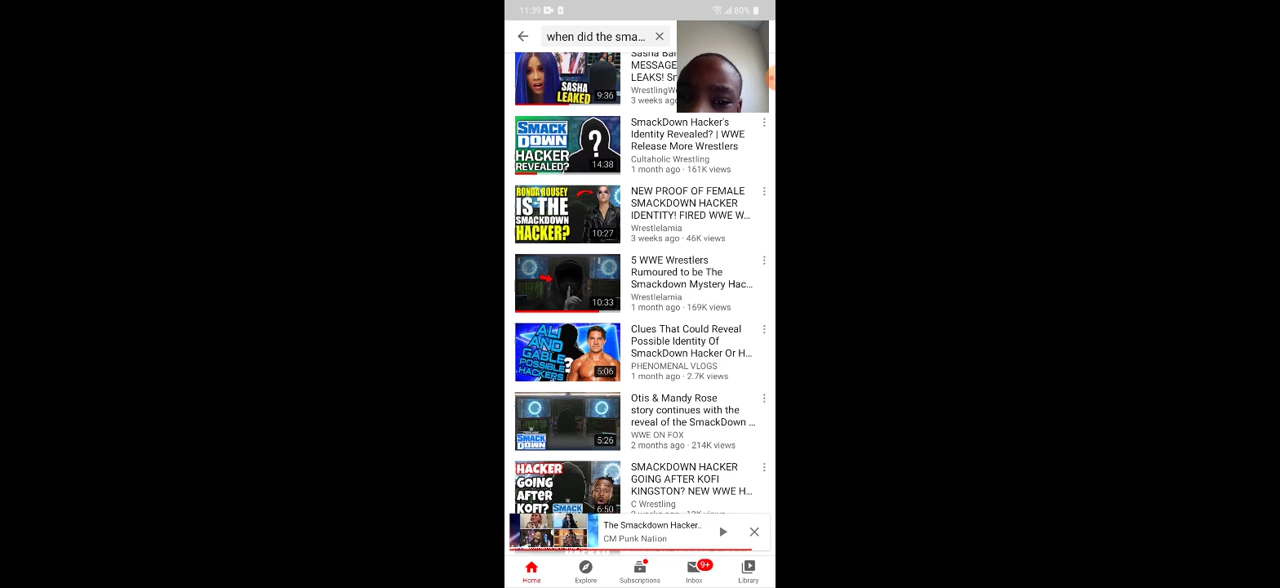 11:39
80%
when did the sma...
Sasha Ba
MESSAGE
LEAKS! S
WrestlingW
3 weeks ag
SASHA
LEAKED
9:36
SmackDown Hacker's
Identity Revealed? | WWE
Release More Wrestlers
Cultaholic Wrestling
1 month ago · 161K views
SMACK
DOWN
HACKER
REVEALED?
?
14:38
NEW PROOF OF FEMALE
SMACKDOWN HACKER
IDENTITY! FIRED WWE W...
Wrestlelamia
3 weeks ago · 46K views
RONDA ROUSEY
IS THE
SMACKDOWN
HACKER?
10:27
5 WWE Wrestlers
Rumoured to be The
Smackdown Mystery Hac...
Wrestlelamia
1 month ago · 169K views
10:33
Clues That Could Reveal
Possible Identity Of
SmackDown Hacker Or H...
PHENOMENAL VLOGS
1 month ago · 2.7K views
ALI
AND
GABLE
POSSIBLE
HACKERS
?
5:06
Otis & Mandy Rose
story continues with the
reveal of the SmackDown ...
WWE ON FOX
2 months ago · 214K views
SMACK
DOWN
5:26
SMACKDOWN HACKER
GOING AFTER KOFI
KINGSTON? NEW WWE H...
C Wrestling
HACKER
GOING
AFTER
KOFI?
SMACK
6:50
The Smackdown Hacker..
CM Punk Nation
Home
Explore
Subscriptions
9+
Inbox
Library